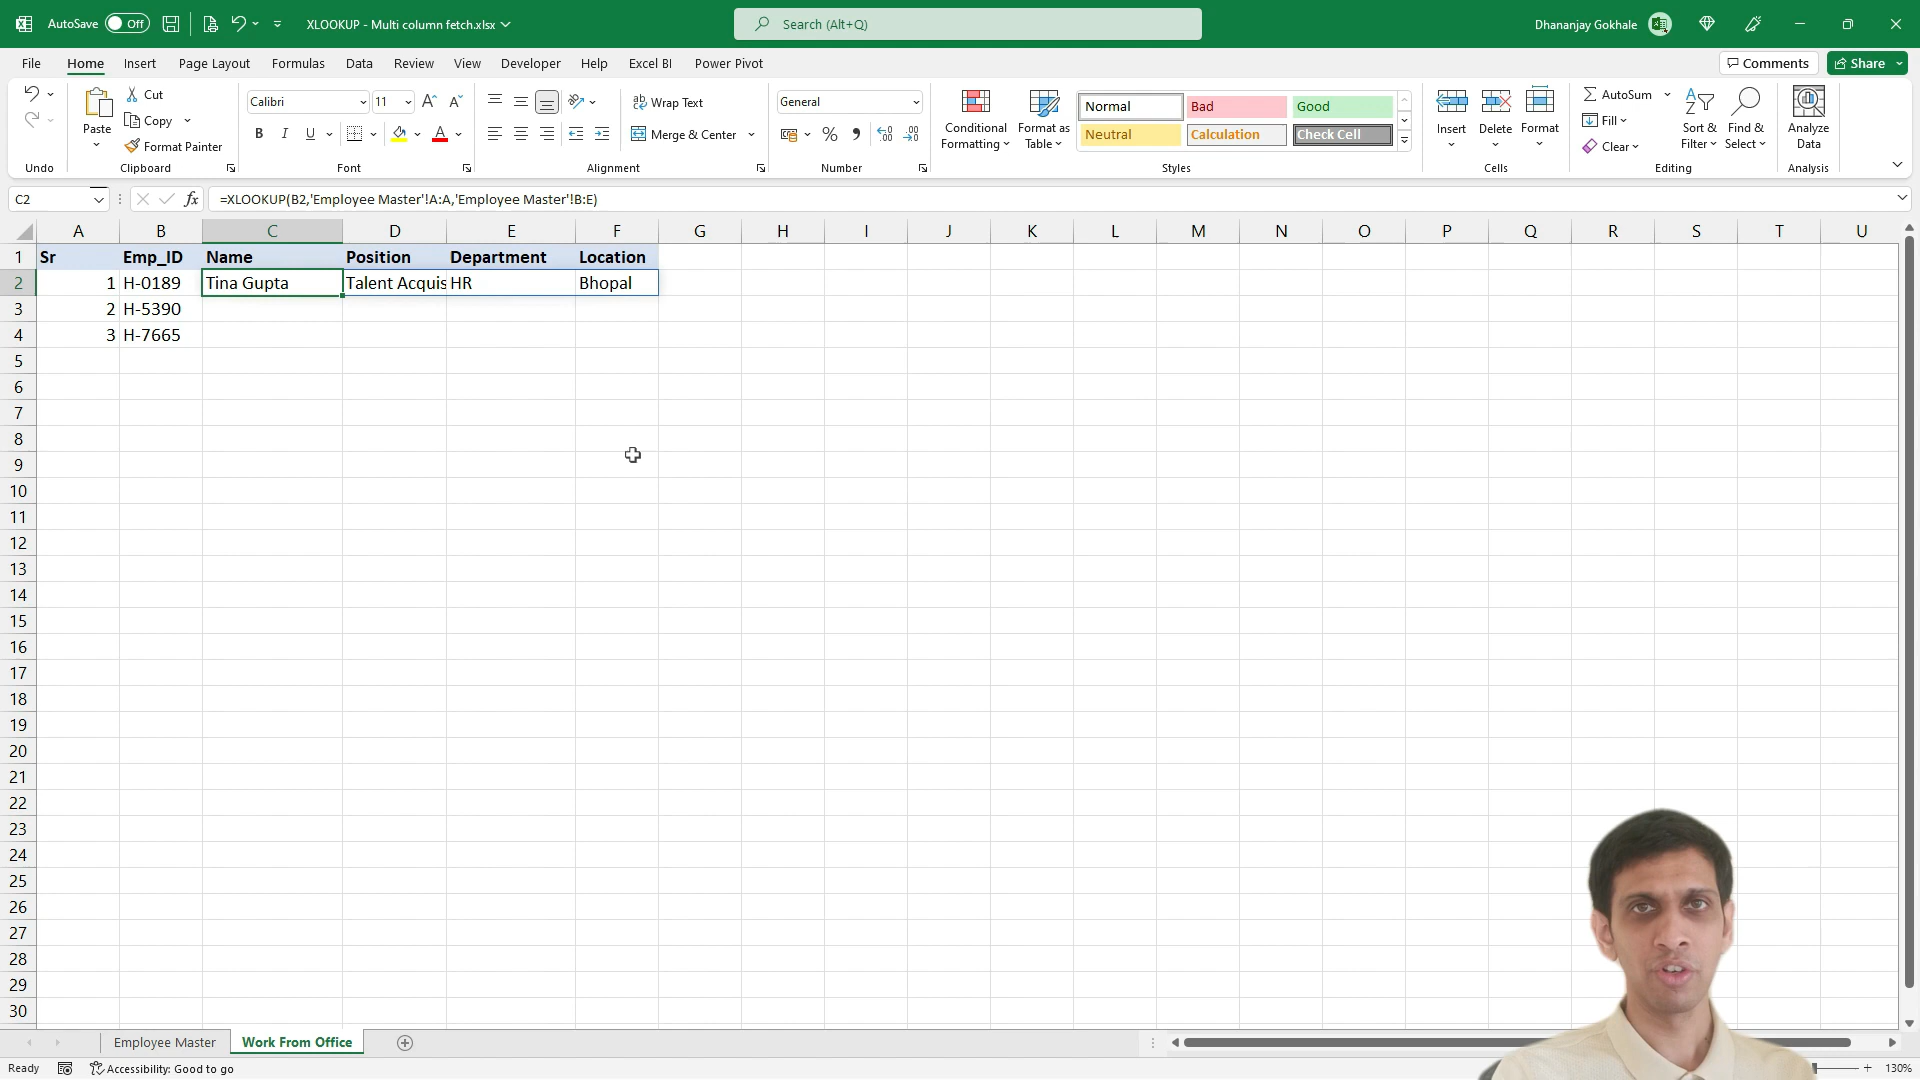 AutoSave Off XLOOKUP - Multi column fetch.xlsx Search (Alt+Q) Dhananjay Gokhale
File Home Insert Page Layout Formulas Data Review View Developer Help Excel BI Power Pivot Comments Share
Calibri 11 Wrap Text General Normal Bad Good AutoSum
Paste Cut Copy Format Painter
B I U A Merge & Center % Conditional Formatting Format as Table Neutral Calculation Check Cell Insert Delete Format Fill Clear Sort & Filter Find & Select Analyze Data
Undo Clipboard Font Alignment Number Styles Cells Editing Analysis
C2 fx =XLOOKUP(B2,'Employee Master'!A:A,'Employee Master'!B:E)
A B C D E F G H I J K L M N O P Q R S T U
1 Sr Emp_ID Name Position Department Location
2 1 H-0189 Tina Gupta Talent Acquis HR Bhopal
3 2 H-5390
4 3 H-7665
5
6
7
8
9
10
11
12
13
14
15
16
17
18
19
20
21
22
23
24
25
26
27
28
29
30
Employee Master Work From Office
Ready Accessibility: Good to go 130%